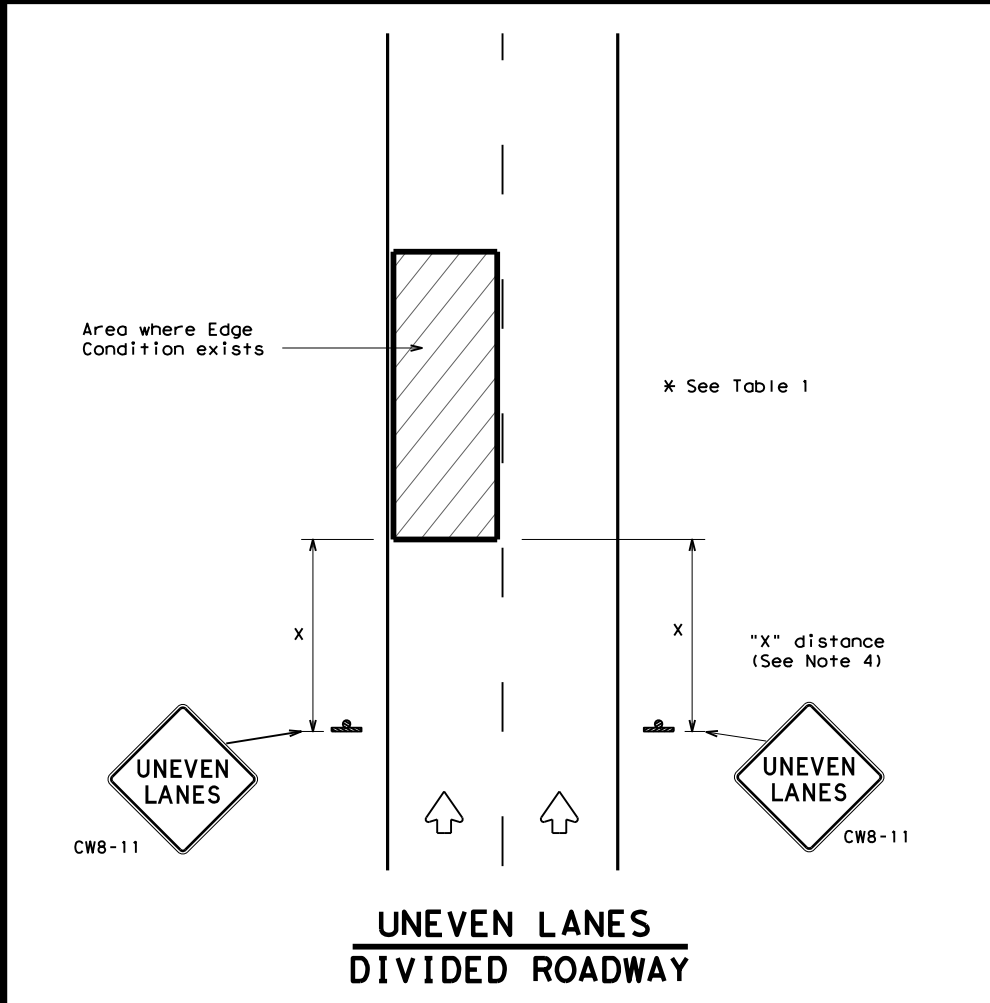 Area where Edge
Condition exists
* See Table 1
X
X
"X" distance
(See Note 4)
UNEVEN
LANES
CW8-11
UNEVEN
LANES
CW8-11
UNEVEN LANES
DIVIDED ROADWAY